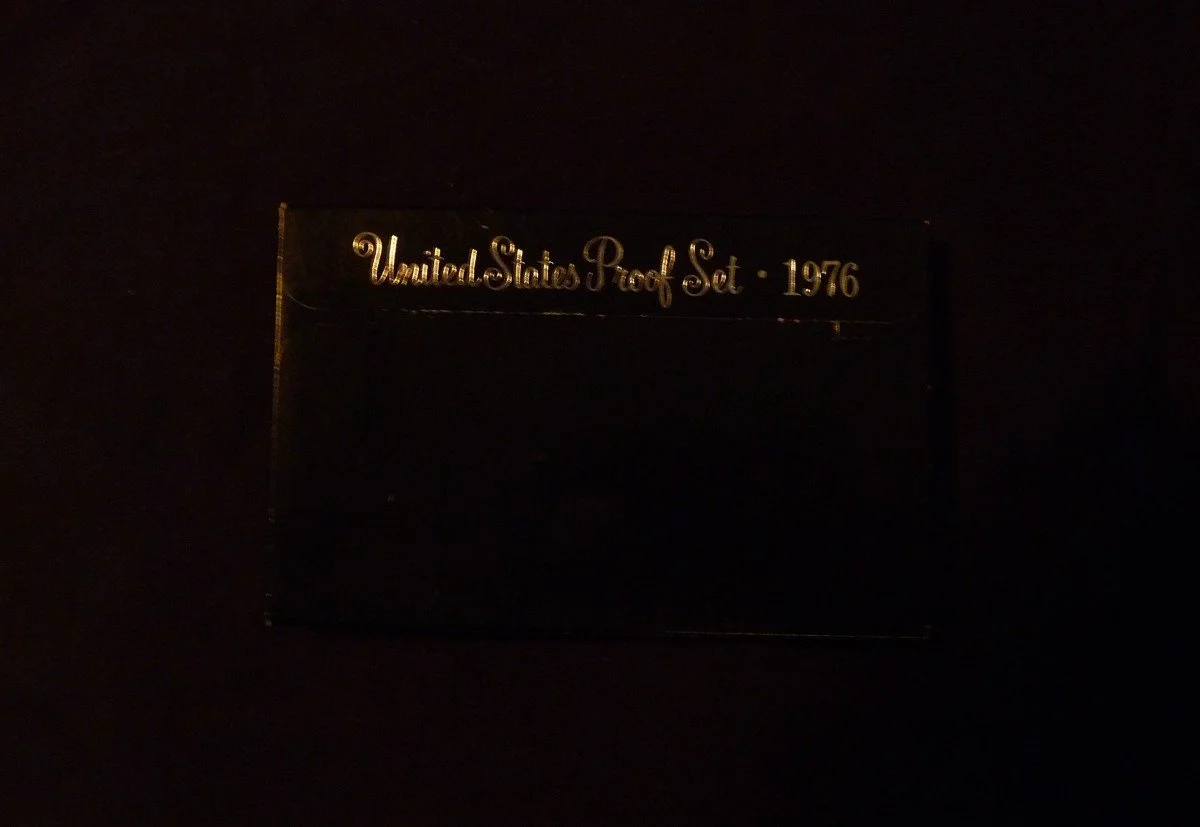 United States Proof Set · 1976